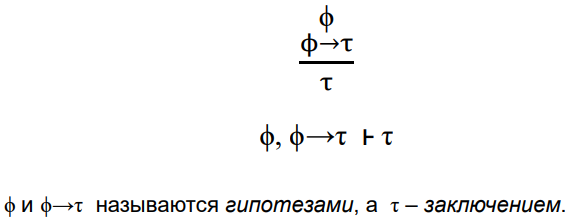 ϕ
ϕ→τ
τ
ϕ, ϕ→τ ⊦ τ
ϕ и ϕ→τ называются гипотезами, а τ – заключением.